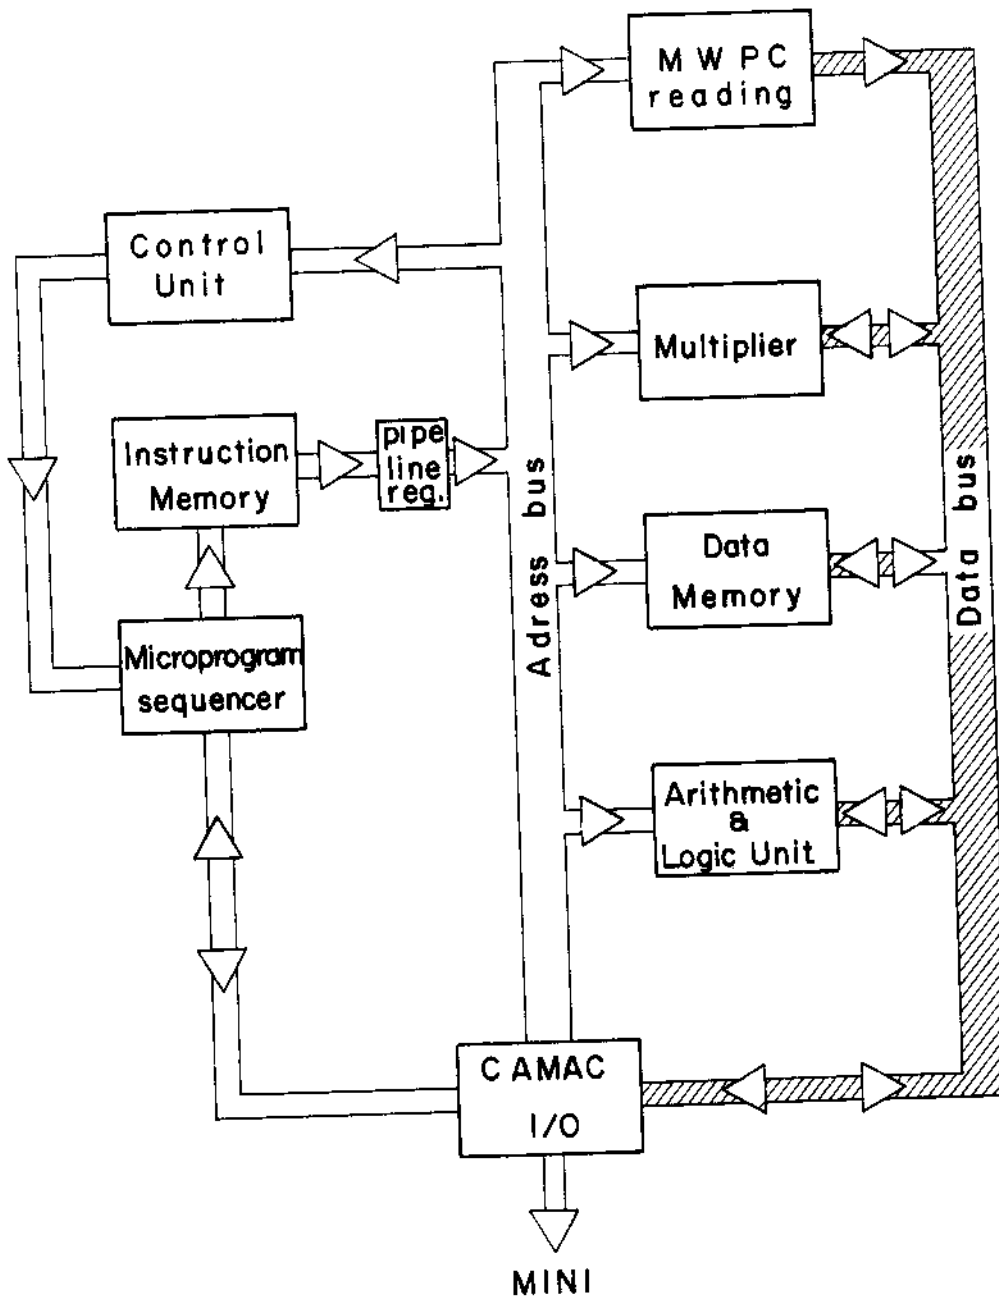 M W P C
reading
Control
Unit
Multiplier
Instruction
Memory
pipe
line
reg.
Adress bus
Data bus
Data
Memory
Microprogram
sequencer
Arithmetic
&
Logic Unit
CAMAC
I/O
MINI